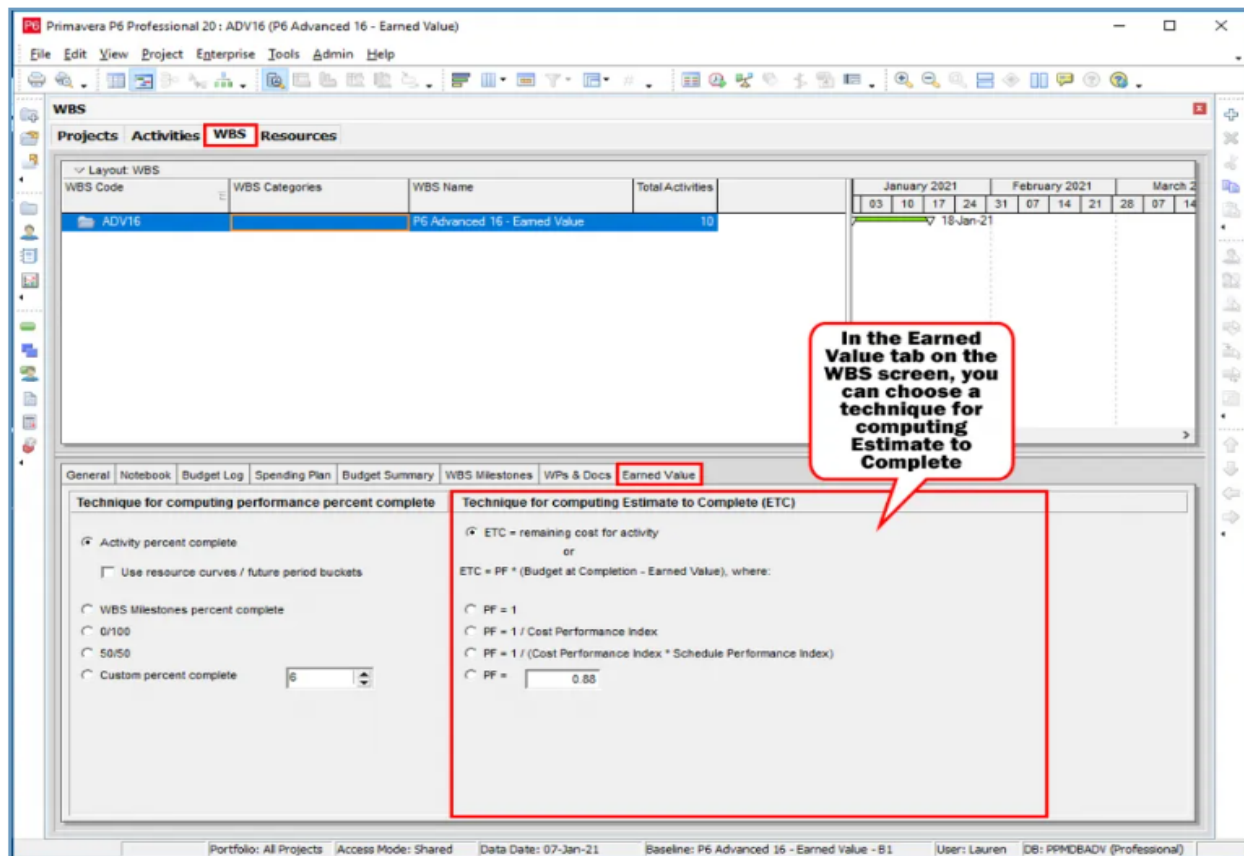 P6 Primavera P6 Professional 20 : ADV16 (P6 Advanced 16 - Earned Value)
File Edit View Project Enterprise Tools Admin Help
WBS
Projects Activities WBS Resources
Layout: WBS
WBS Code WBS Categories WBS Name Total Activities
January 2021 February 2021 March 2
03 10 17 24 31 07 14 21 28 07 14
ADV16 P6 Advanced 16 - Earned Value 10
18-Jan-21
In the Earned
Value tab on the
WBS screen, you
can choose a
technique for
computing
Estimate to
Complete
General Notebook Budget Log Spending Plan Budget Summary WBS Milestones WPs & Docs Earned Value
Technique for computing performance percent complete
Activity percent complete
Use resource curves / future period buckets
WBS Milestones percent complete
0/100
50/50
Custom percent complete 6
Technique for computing Estimate to Complete (ETC)
ETC = remaining cost for activity
or
ETC = PF * (Budget at Completion - Earned Value), where:
PF = 1
PF = 1 / Cost Performance Index
PF = 1 / (Cost Performance Index * Schedule Performance Index)
PF = 0.88
Portfolio: All Projects Access Mode: Shared Data Date: 07-Jan-21 Baseline: P6 Advanced 16 - Earned Value - B1 User: Lauren DB: PPMDBADV (Professional)